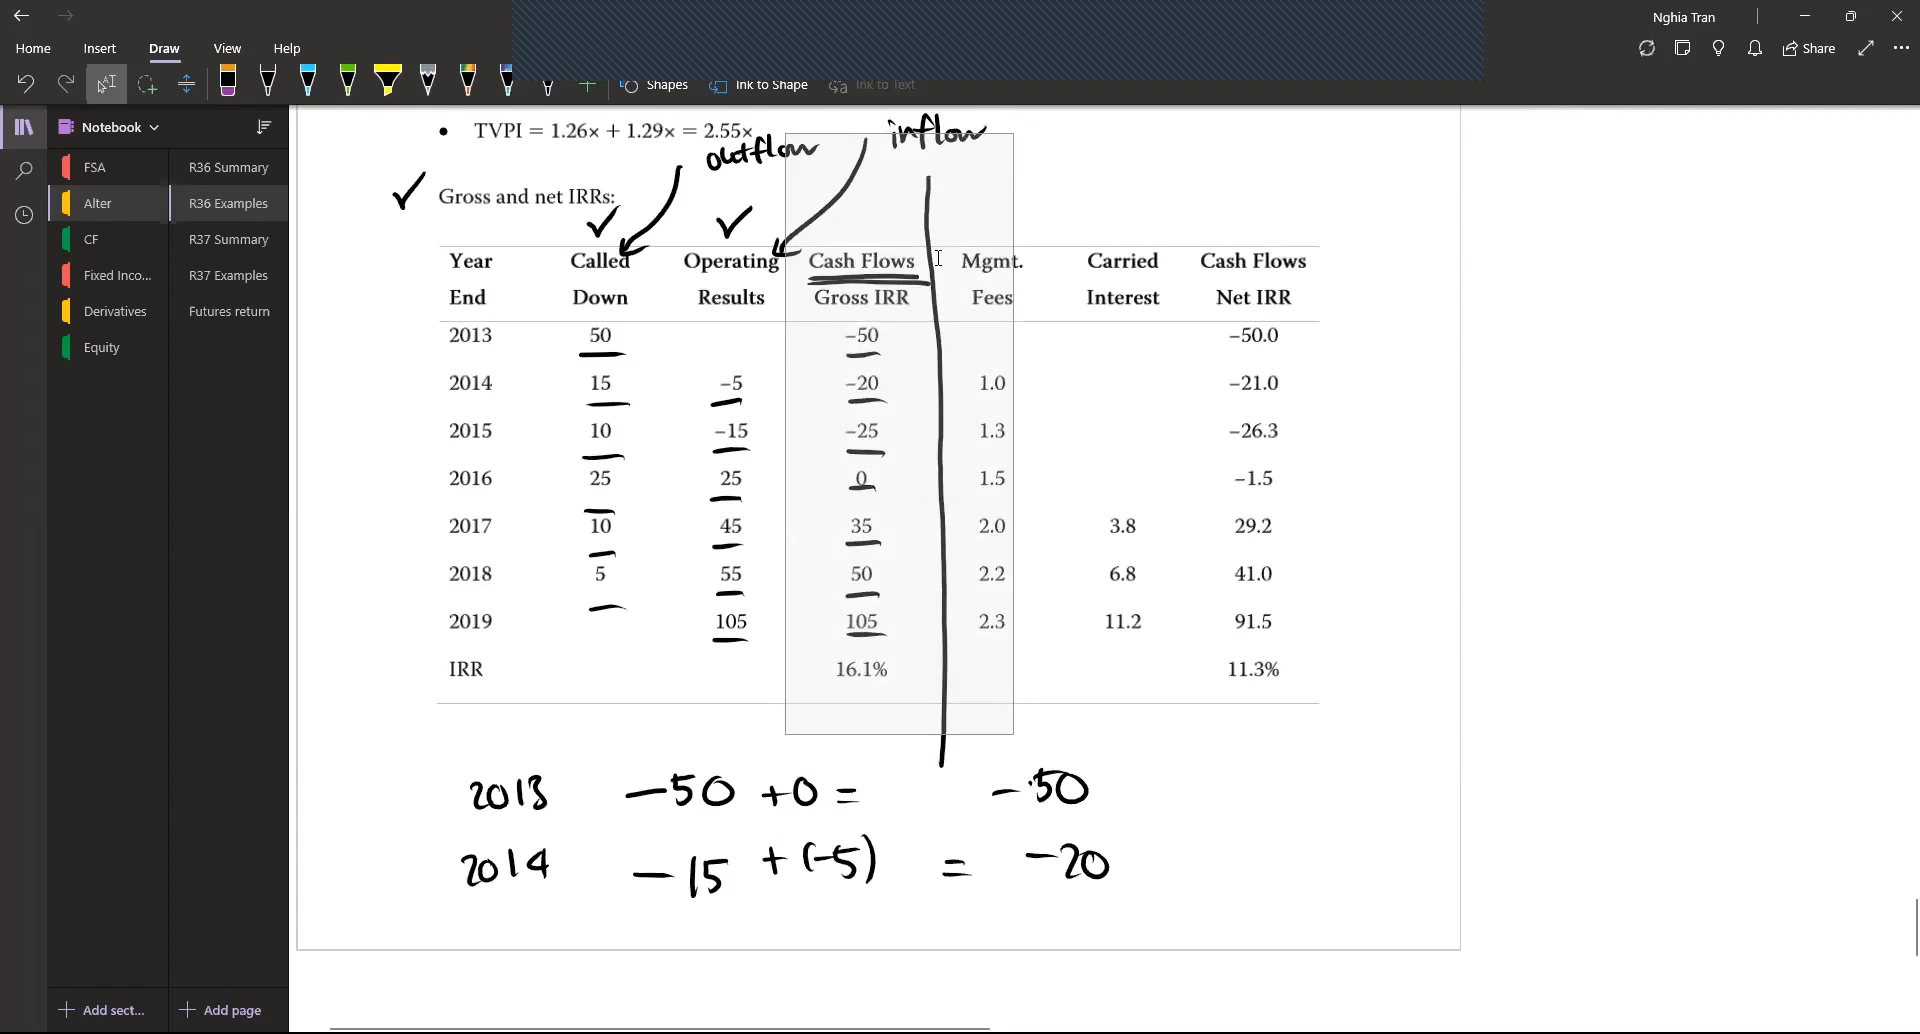 Nghia Tran
Home Insert Draw View Help
Share
Shapes Ink to Shape Ink to Text
Notebook
FSA
Alter
CF
Fixed Inco...
Derivatives
Equity
R36 Summary
R36 Examples
R37 Summary
R37 Examples
Futures return
Add sect...
Add page
• TVPI = 1.26× + 1.29× = 2.55×
outflow inflow
Gross and net IRRs:
Year End Called Down Operating Results Cash Flows Gross IRR Mgmt. Fees Carried Interest Cash Flows Net IRR
2013 50 –50 –50.0
2014 15 –5 –20 1.0 –21.0
2015 10 –15 –25 1.3 –26.3
2016 25 25 0 1.5 –1.5
2017 10 45 35 2.0 3.8 29.2
2018 5 55 50 2.2 6.8 41.0
2019 105 105 2.3 11.2 91.5
IRR 16.1% 11.3%
2013 –50 +0 = –50
2014 –15 + (–5) = –20